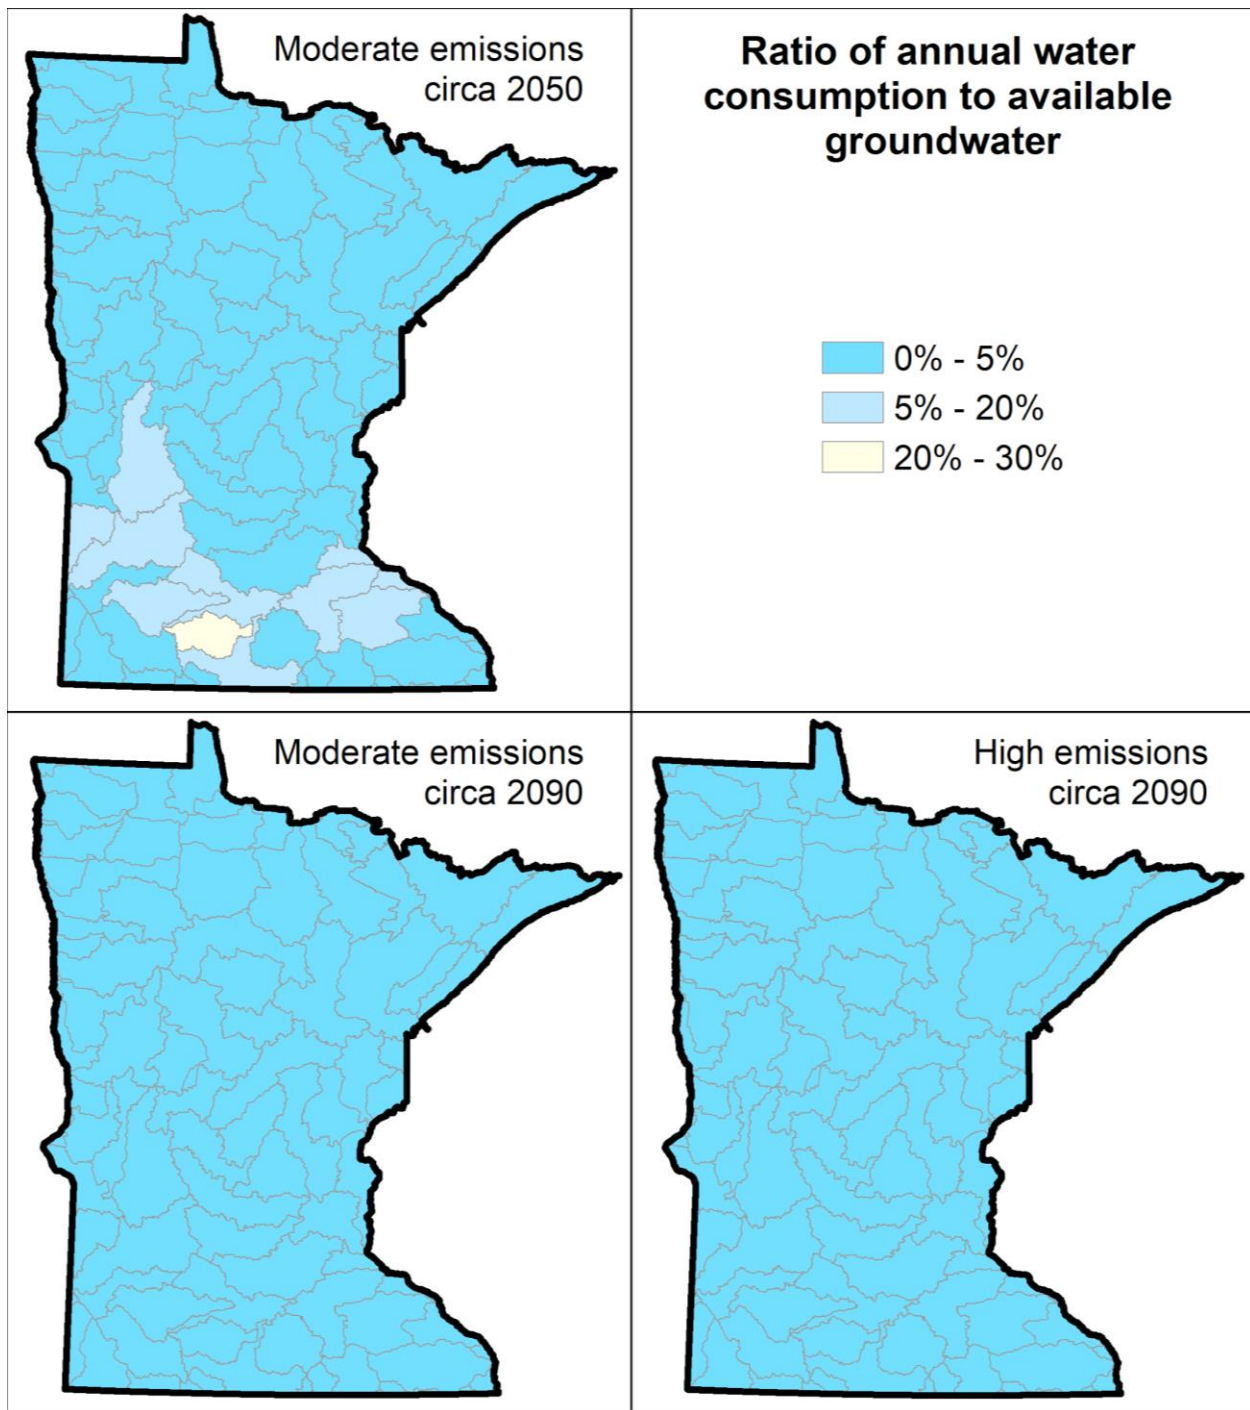 Moderate emissions
circa 2050
Ratio of annual water
consumption to available
groundwater
0% - 5%
5% - 20%
20% - 30%
Moderate emissions
circa 2090
High emissions
circa 2090